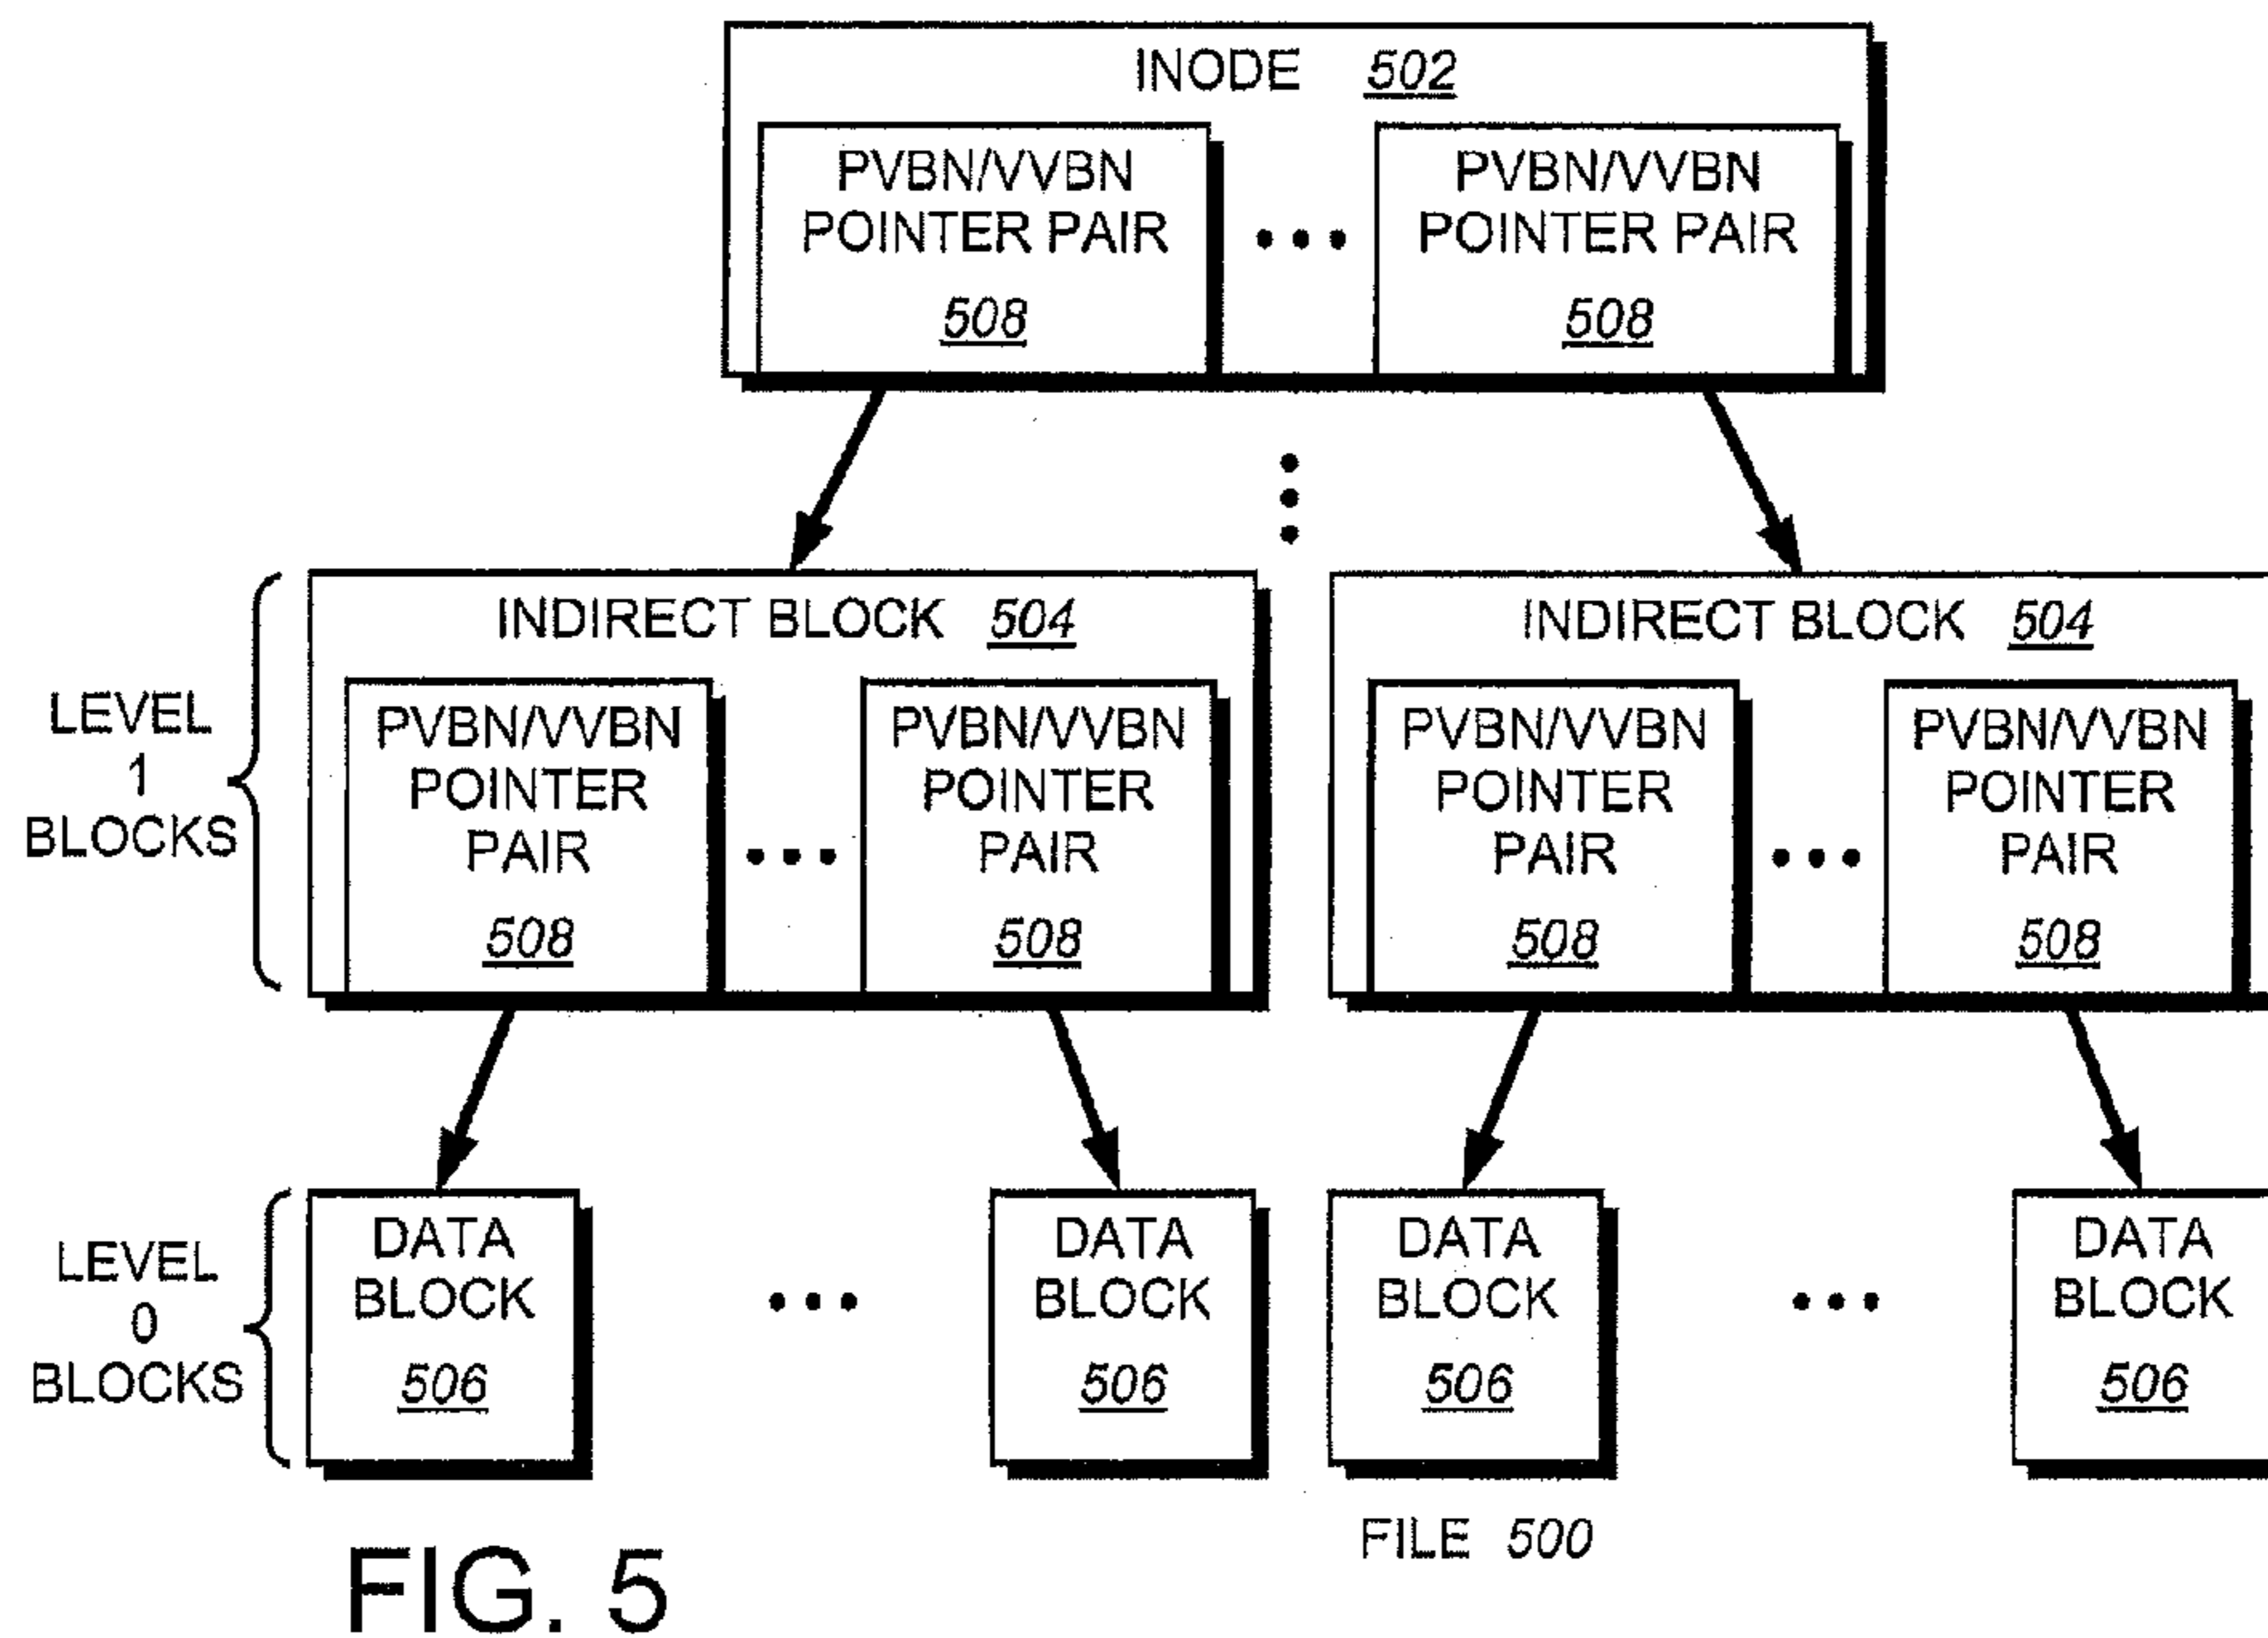 INODE 502
PVBN/VVBN
POINTER PAIR
508
PVBN/VVBN
POINTER PAIR
508
LEVEL
1
BLOCKS
INDIRECT BLOCK 504
PVBN/VVBN
POINTER
PAIR
508
PVBN/VVBN
POINTER
PAIR
508
INDIRECT BLOCK 504
PVBN/VVBN
POINTER
PAIR
508
PVBN/VVBN
POINTER
PAIR
508
LEVEL
0
BLOCKS
DATA
BLOCK
506
DATA
BLOCK
506
DATA
BLOCK
506
DATA
BLOCK
506
FILE 500
FIG. 5